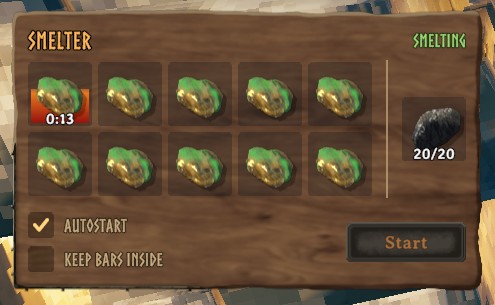 SMELTER
SMELTING
0:13
20/20
AUTOSTART
KEEP BARS INSIDE
Start